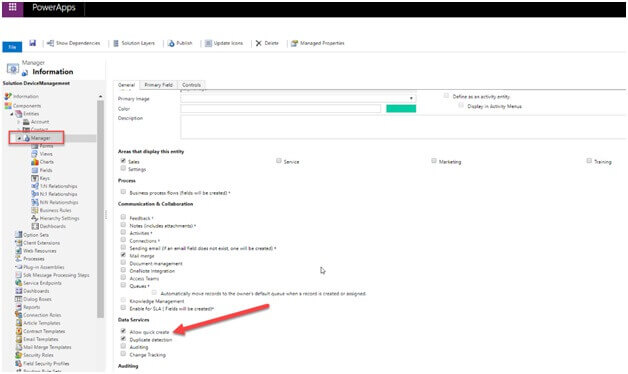 PowerApps
File
Show Dependencies
Solution Layers
Publish
Update Icons
Delete
Managed Properties
Manager
Information
Solution DeviceManagement
Information
Components
Entities
Account
Contact
Manager
Forms
Views
Charts
Fields
Keys
1:N Relationships
N:1 Relationships
N:N Relationships
Business Rules
Hierarchy Settings
Dashboards
Option Sets
Client Extensions
Web Resources
Processes
Plug-in Assemblies
Sdk Message Processing Steps
Service Endpoints
Dashboards
Dialog Boxes
Reports
Connection Roles
Article Templates
Contract Templates
Email Templates
Mail Merge Templates
Security Roles
Field Security Profiles
General Primary Field Controls
Primary Image
Define as an activity entity
Color
Display in Activity Menus
Description
Areas that display this entity
Sales Service Marketing Training
Settings
Process
Business process flows (fields will be created) *
Communication & Collaboration
Feedback *
Notes (includes attachments) *
Activities *
Connections *
Sending email (If an email field does not exist, one will be created) *
Mail merge
Document management
OneNote Integration
Access Teams
Queues *
Automatically move records to the owner's default queue when a record is created or assigned.
Knowledge Management
Enable for SLA ( Fields will be created)*
Data Services
Allow quick create
Duplicate detection
Auditing
Change Tracking
Auditing